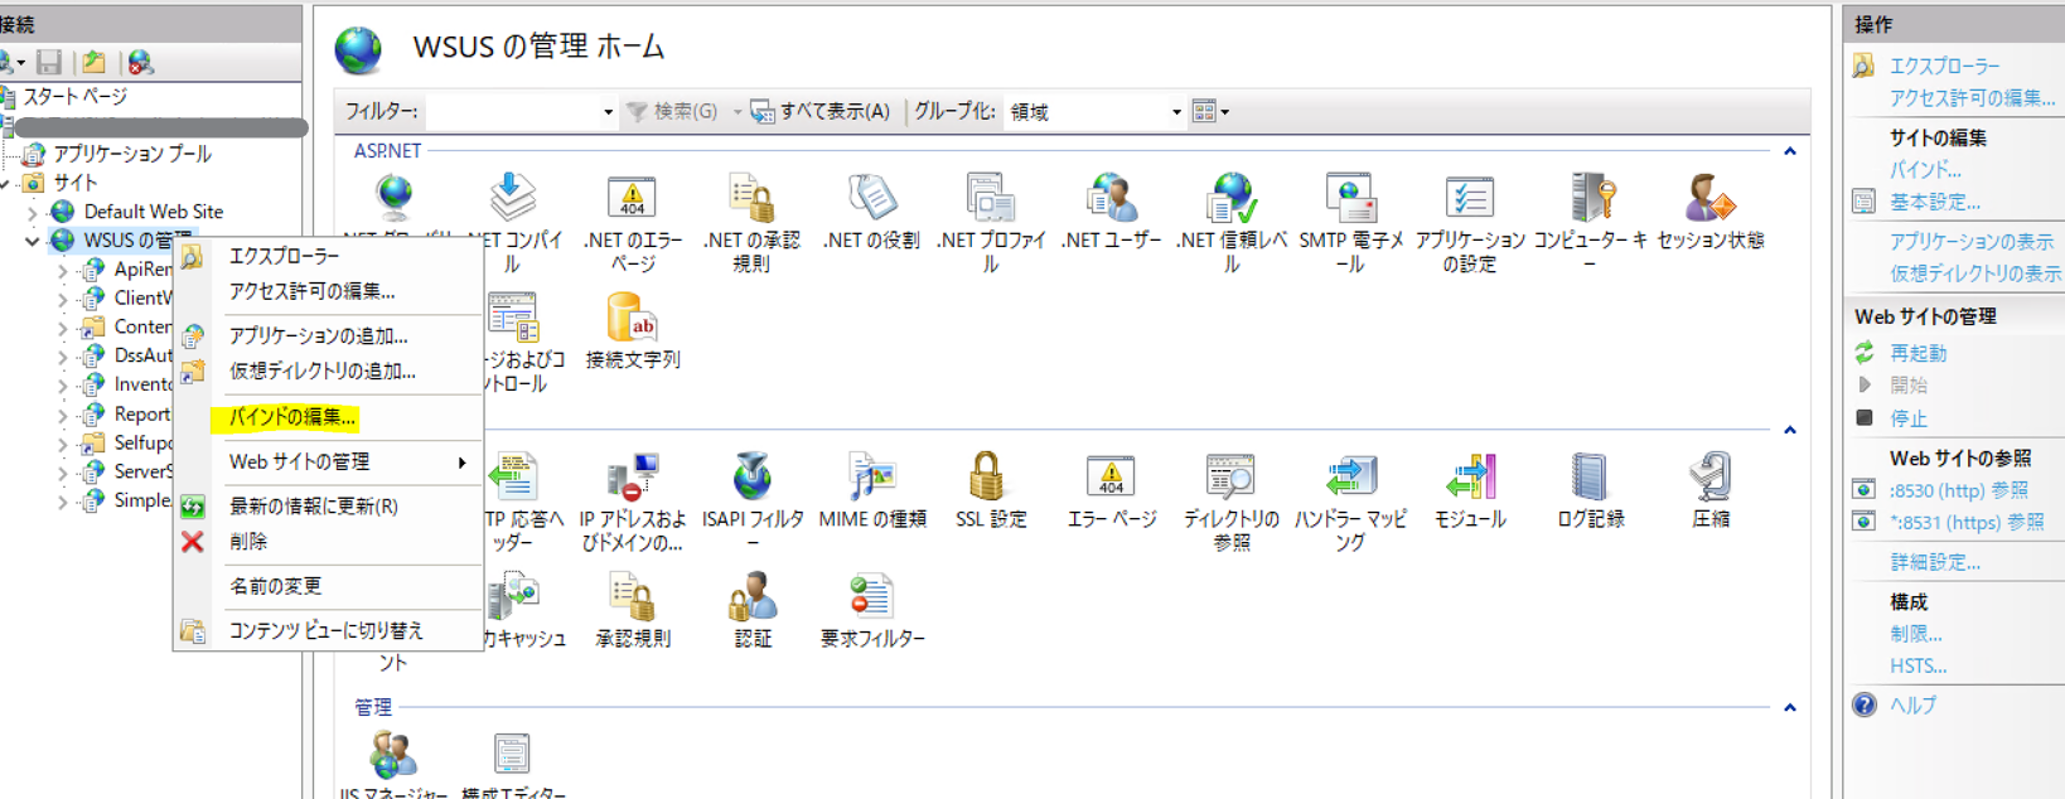 接続
スタート ページ
アプリケーション プール
サイト
Default Web Site
WSUS の管理
ApiRem
ClientW
Conten
DssAut
Invento
Report
Selfupd
ServerS
Simple
エクスプローラー
アクセス許可の編集...
アプリケーションの追加...
仮想ディレクトリの追加...
バインドの編集...
Web サイトの管理
最新の情報に更新(R)
削除
名前の変更
コンテンツ ビューに切り替え
WSUS の管理 ホーム
フィルター:
検索(G)
すべて表示(A)
グループ化:
領域
ASP.NET
.NET コンパイ
ル
.NET のエラー
ページ
.NET の承認
規則
.NET の役割
.NET プロファイ
ル
.NET ユーザー
.NET 信頼レベ
ル
SMTP 電子メ
ール
アプリケーション
の設定
コンピューター キ
ー
セッション状態
ージおよびコ
ントロール
接続文字列
TP 応答ヘ
ッダー
IP アドレスおよ
びドメインの...
ISAPI フィルタ
ー
MIME の種類
SSL 設定
エラー ページ
ディレクトリの
参照
ハンドラー マッピ
ング
モジュール
ログ記録
圧縮
ント
力キャッシュ
承認規則
認証
要求フィルター
管理
IIS マネージャー
構成エディター
操作
エクスプローラー
アクセス許可の編集...
サイトの編集
バインド...
基本設定...
アプリケーションの表示
仮想ディレクトリの表示
Web サイトの管理
再起動
開始
停止
Web サイトの参照
:8530 (http) 参照
*:8531 (https) 参照
詳細設定...
構成
制限...
HSTS...
ヘルプ